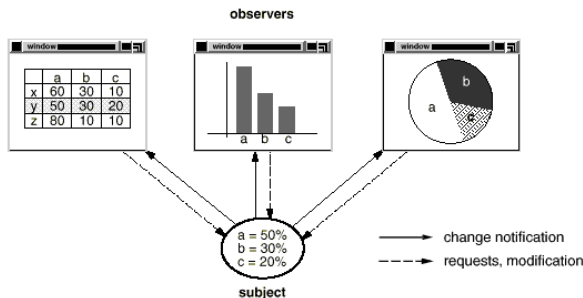 observers
window
a b c
x 60 30 10
y 50 30 20
z 80 10 10
window
a b c
window
a
b
c
a = 50%
b = 30%
c = 20%
subject
change notification
requests, modification